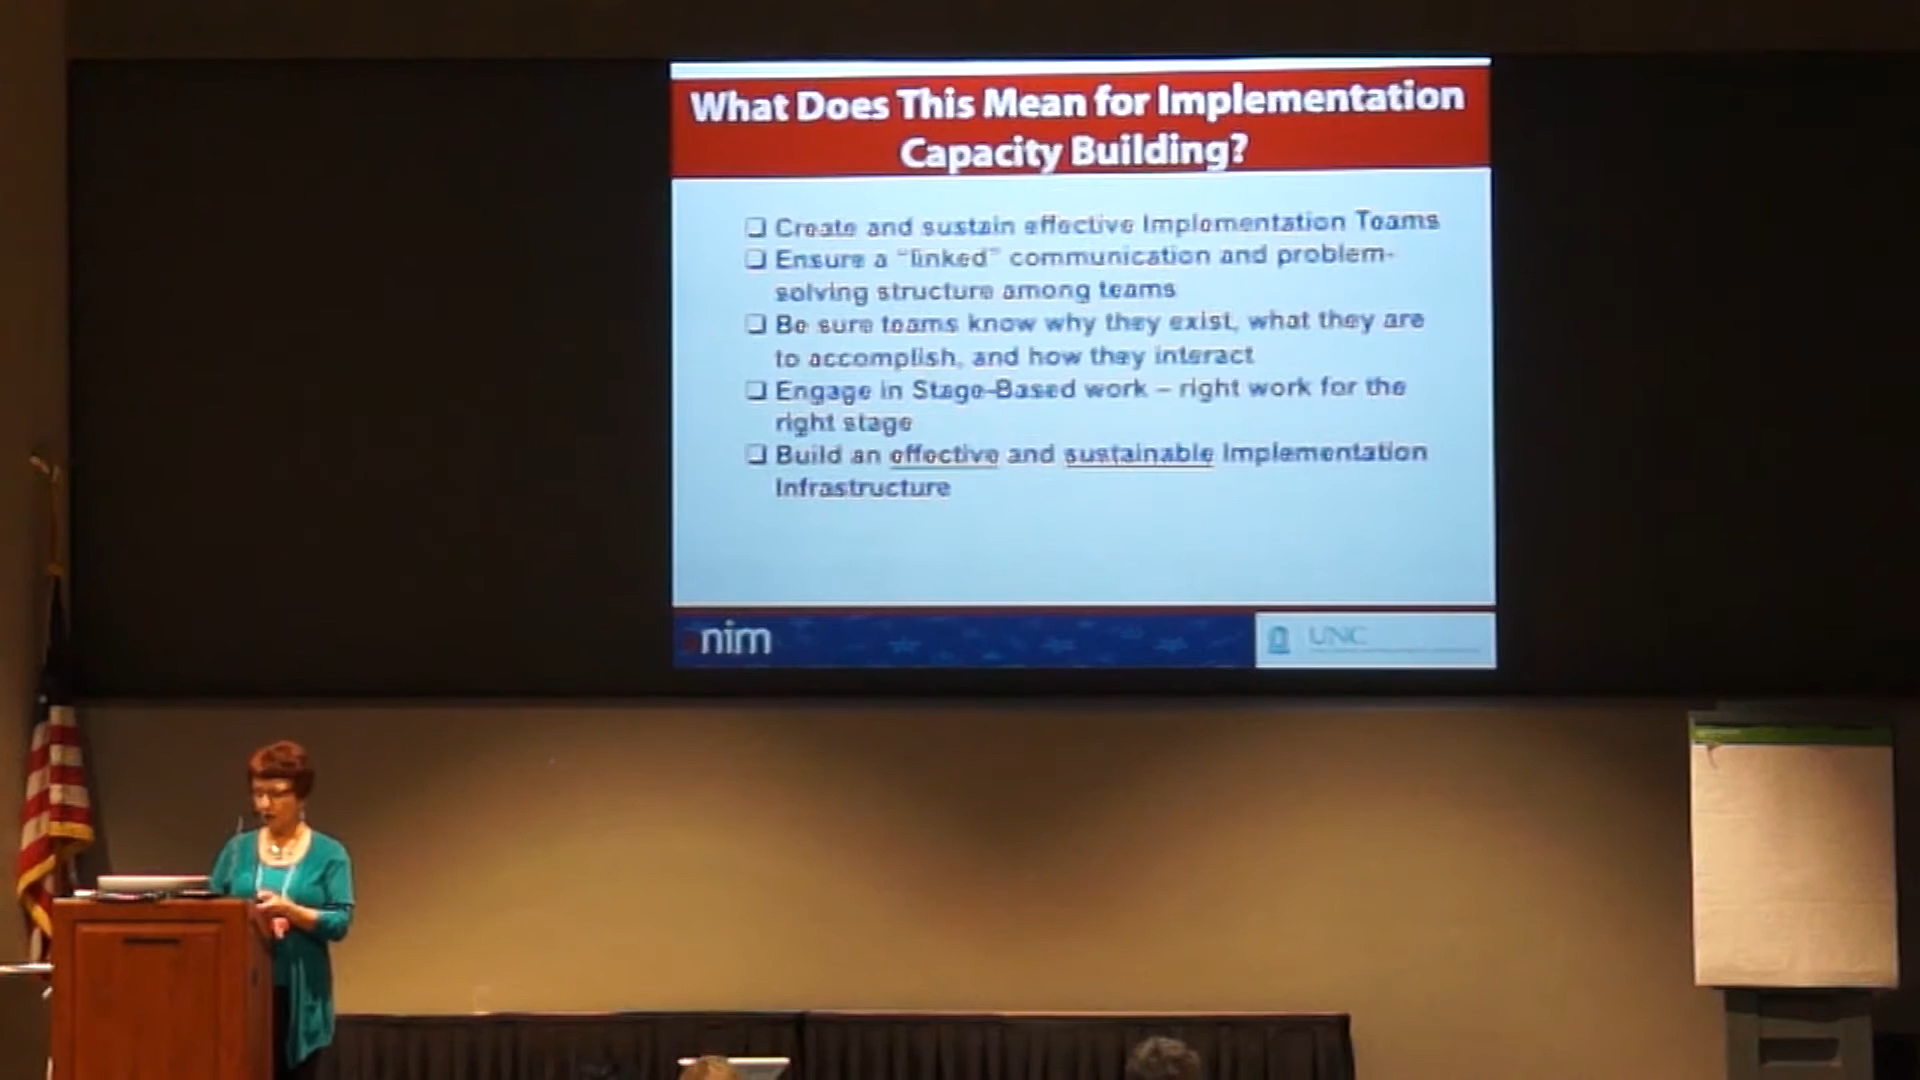 What Does This Mean for Implementation
Capacity Building?
❑ Create and sustain effective Implementation Teams
❑ Ensure a "linked" communication and problem-
solving structure among teams
❑ Be sure teams know why they exist, what they are
to accomplish, and how they interact
❑ Engage in Stage-Based work – right work for the
right stage
❑ Build an effective and sustainable Implementation
Infrastructure
nim
UNC